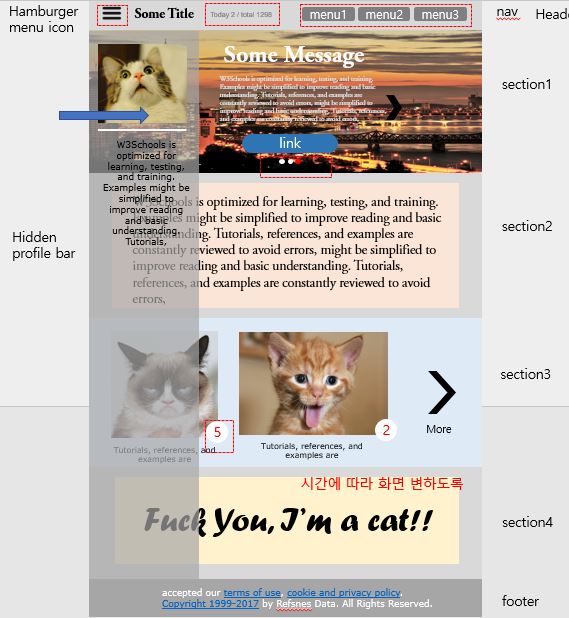 Hamburger
menu icon
Some Title
Today 2 / total 1298
menu1
menu2
menu3
nav
Heade
Some Message
W3Schools is optimized for learning, testing, and training.
Examples might be simplified to improve reading and basic
understanding. Tutorials, references, and examples are
constantly reviewed to avoid errors, might be simplified to
improve reading and basic understanding. Tutorials,
references, and examples are constantly reviewed to avoid
errors,
link
section1
W3Schools is
optimized for
learning, testing,
and training.
Examples might be
simplified to
improve reading
and basic
understanding.
Tutorials,
Hidden
profile bar
W3Schools is optimized for learning, testing, and training.
Examples might be simplified to improve reading and basic
understanding. Tutorials, references, and examples are
constantly reviewed to avoid errors, might be simplified to
improve reading and basic understanding. Tutorials,
references, and examples are constantly reviewed to avoid
errors,
section2
5
2
Tutorials, references, and
examples are
Tutorials, references, and
examples are
More
section3
시간에 따라 화면 변하도록
Fuck You, I'm a cat!!
section4
accepted our terms of use, cookie and privacy policy.
Copyright 1999-2017 by Refsnes Data. All Rights Reserved.
footer